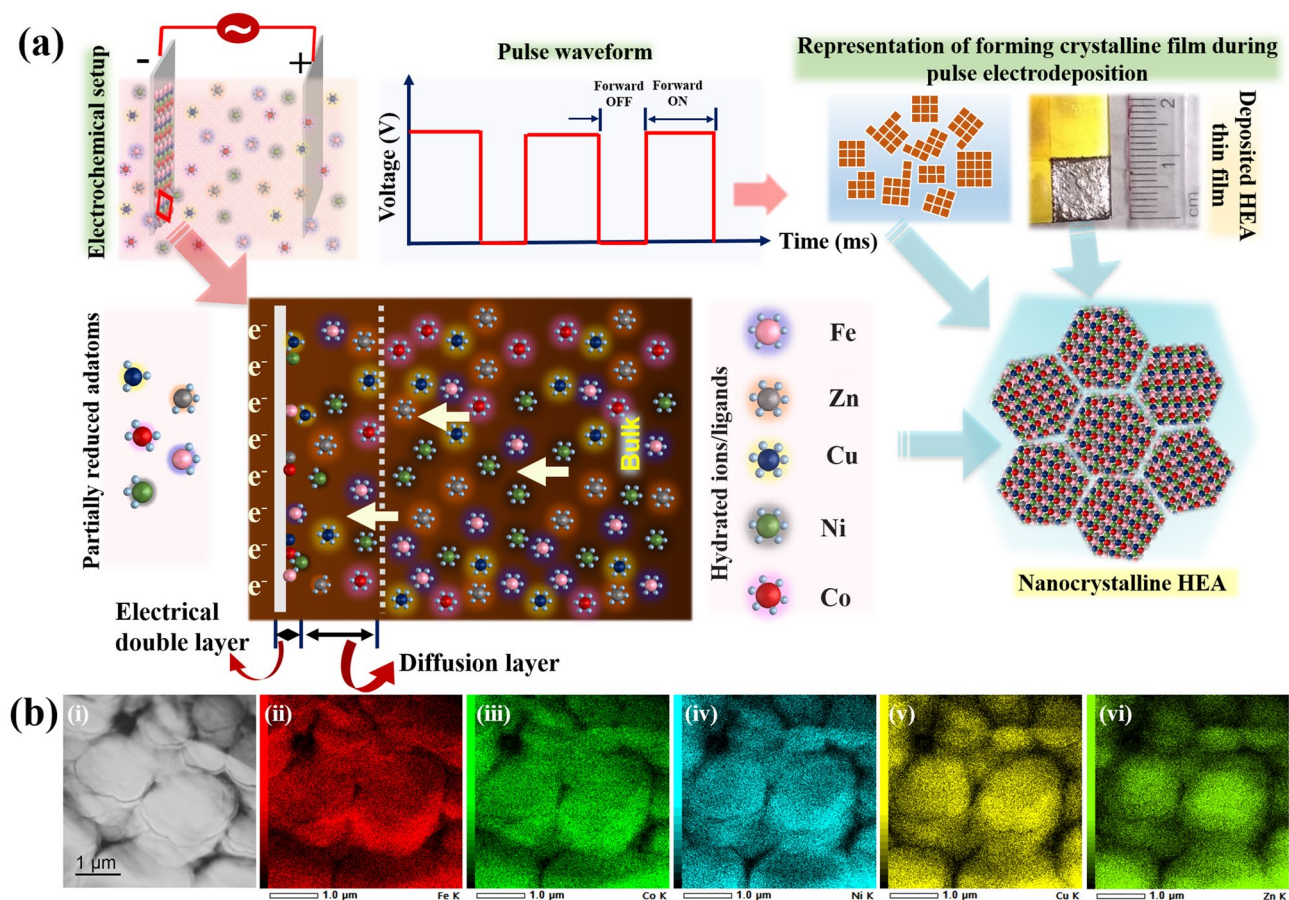 (a)
Electrochemical setup
-
+
~
Pulse waveform
Voltage (V)
Forward
OFF
Forward
ON
Time (ms)
Representation of forming crystalline film during
pulse electrodeposition
1
2
cm
Deposited HEA
thin film
Partially reduced adatoms
e-
e-
e-
e-
e-
e-
e-
e-
Bulk
Electrical
double layer
Diffusion layer
Hydrated ions/ligands
Fe
Zn
Cu
Ni
Co
Nanocrystalline HEA
(b)
(i)
1 µm
(ii)
1.0 µm
Fe K
(iii)
1.0 µm
Co K
(iv)
1.0 µm
Ni K
(v)
1.0 µm
Cu K
(vi)
1.0 µm
Zn K